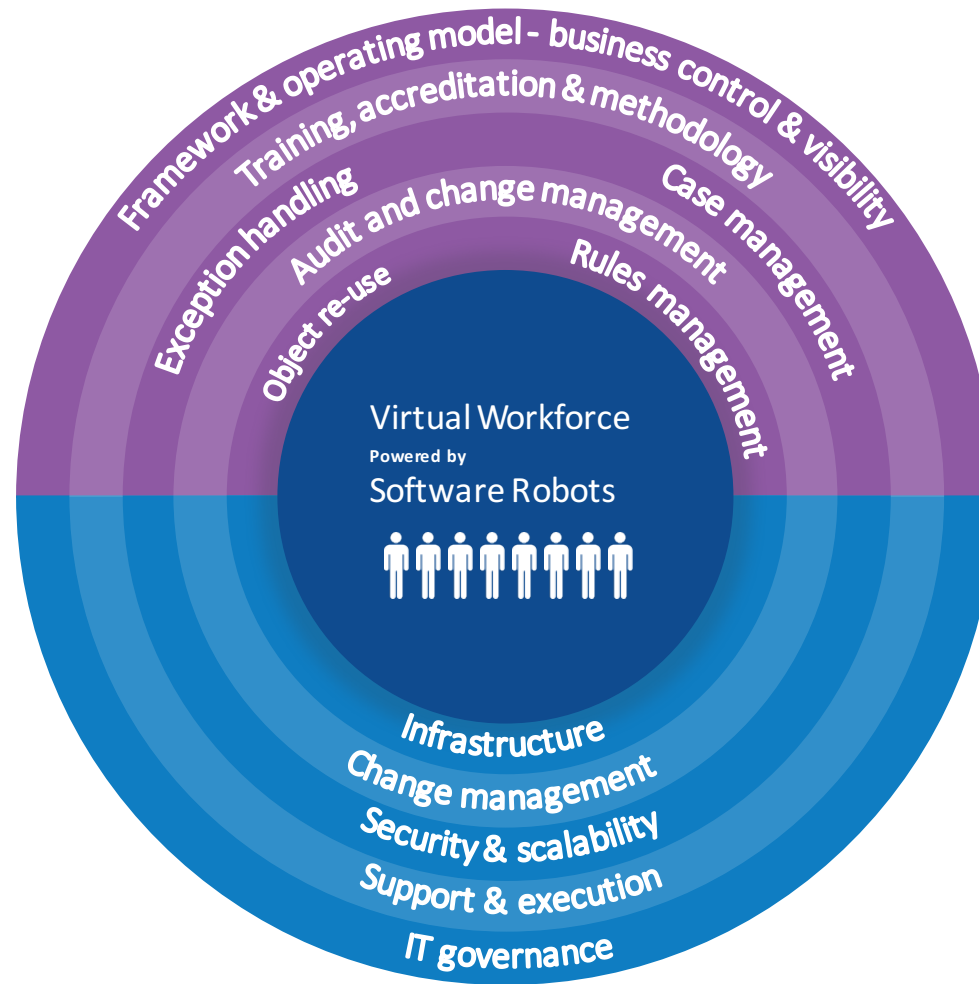 Framework & operating model - business control & visibility
Training, accreditation & methodology
Exception handling
Case management
Audit and change management
Object re-use
Rules management
Virtual Workforce
Powered by
Software Robots
Infrastructure
Change management
Security & scalability
Support & execution
IT governance